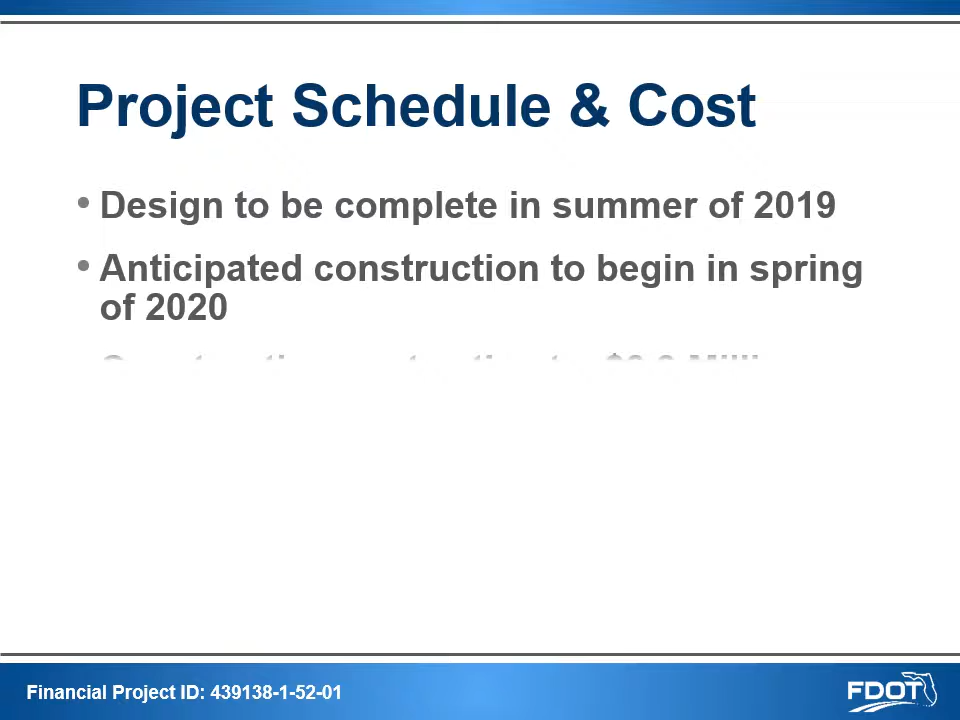 Project Schedule & Cost
• Design to be complete in summer of 2019
• Anticipated construction to begin in spring
of 2020
Financial Project ID: 439138-1-52-01
FDOT